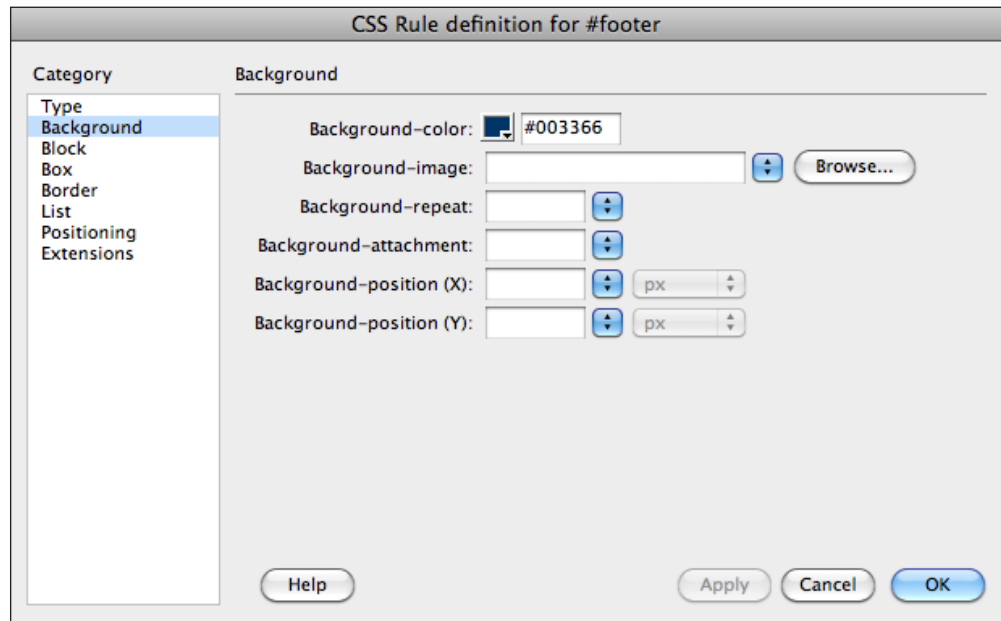 CSS Rule definition for #footer
Category
Type
Background
Block
Box
Border
List
Positioning
Extensions
Background
Background-color: #003366
Background-image: Browse...
Background-repeat:
Background-attachment:
Background-position (X): px
Background-position (Y): px
Help Apply Cancel OK